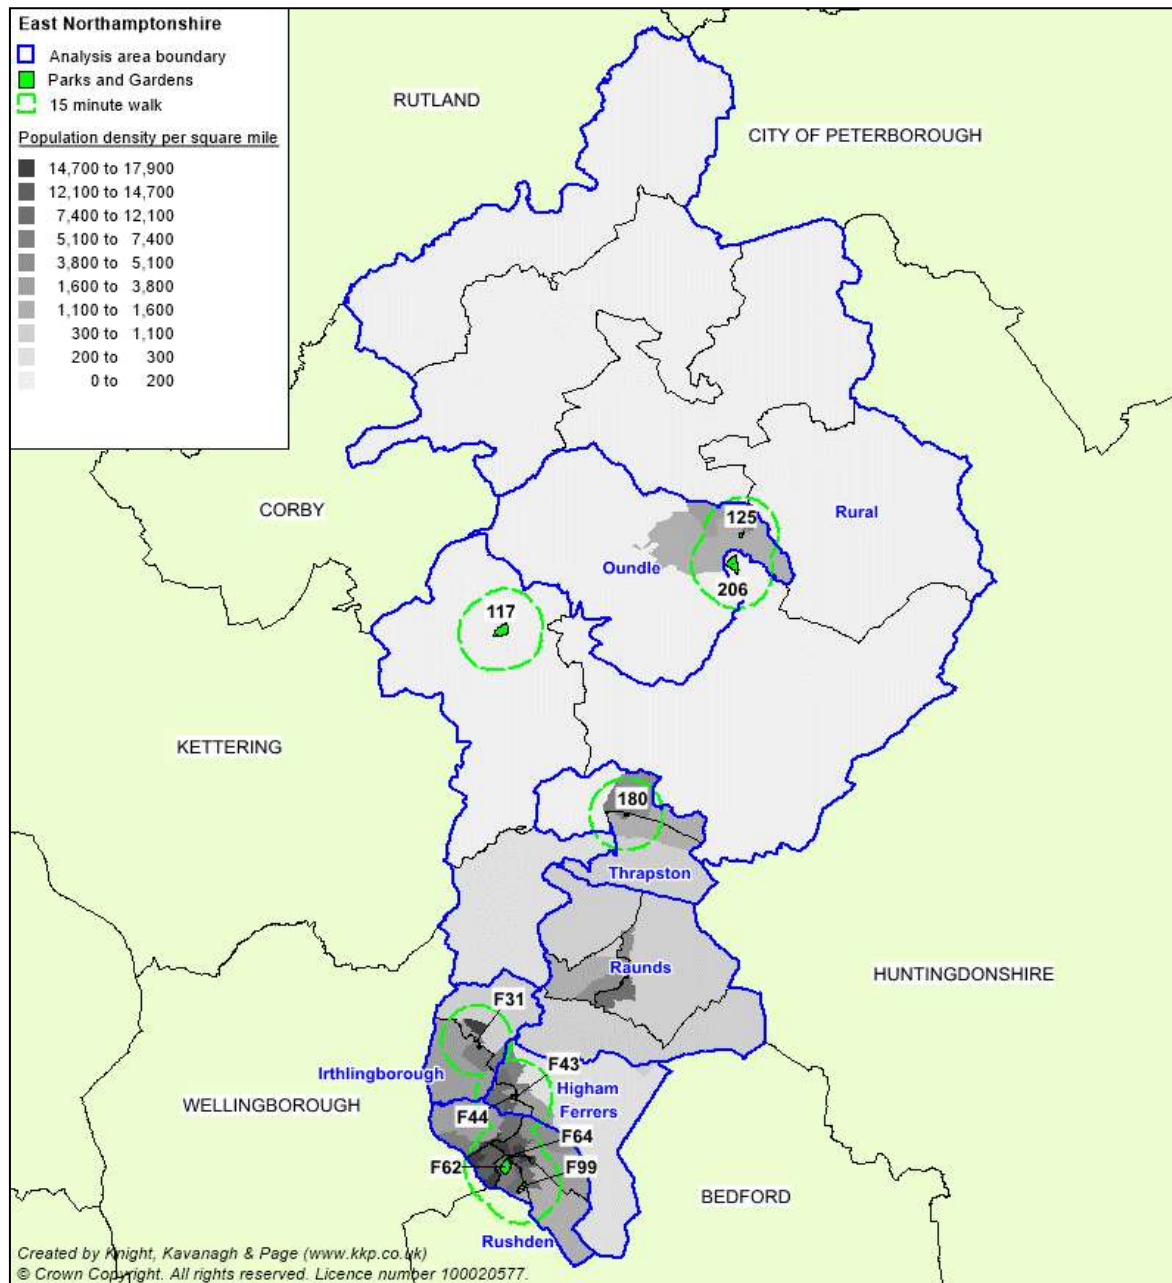 East Northamptonshire
Analysis area boundary
Parks and Gardens
15 minute walk
Population density per square mile
14,700 to 17,900
12,100 to 14,700
7,400 to 12,100
5,100 to 7,400
3,800 to 5,100
1,600 to 3,800
1,100 to 1,600
300 to 1,100
200 to 300
0 to 200
RUTLAND
CITY OF PETERBOROUGH
CORBY
Rural
125
Oundle
206
117
KETTERING
180
Thrapston
Raunds
HUNTINGDONSHIRE
F31
F43
Irthlingborough
Higham
Ferrers
WELLINGBOROUGH
F44
F64
F62
F99
BEDFORD
Rushden
Created by Knight, Kavanagh & Page (www.kkp.co.uk)
© Crown Copyright. All rights reserved. Licence number 100020577.